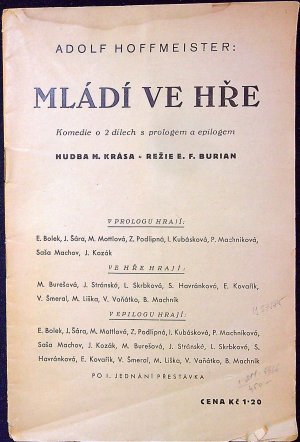 ADOLF HOFFMEISTER:
MLÁDÍ VE HŘE
Komedie o 2 dílech s prologem a epilogem
HUDBA H. KRÁSA • REŽIE E. F. BURIAN
V PROLOGU HRAJÍ:
E. Bolek, J. Šára, M. Mottlová, Z. Podlipná, I. Kubásková, P. Machníková,
Saša Machov, J. Kozák
VE HŘE HRAJÍ:
M. Burešová, J. Stránská, L. Skrbková, S. Havránková, E. Kovařík,
V. Šmeral, M. Liška, V. Vaňátko, B. Machník
V EPILOGU HRAJÍ:
E. Bolek, J. Šára, M. Mottlová, Z. Podlipná, I. Kubásková, P. Machníková,
Saša Machov, J. Kozák, M. Burešová, J. Stránská, L. Skrbková, S.
Havránková, E. Kovařík, V. Šmeral, M. Liška, V. Vaňátko, B. Machník
PO I. JEDNÁNÍ PŘESTÁVKA
CENA Kč 1·20